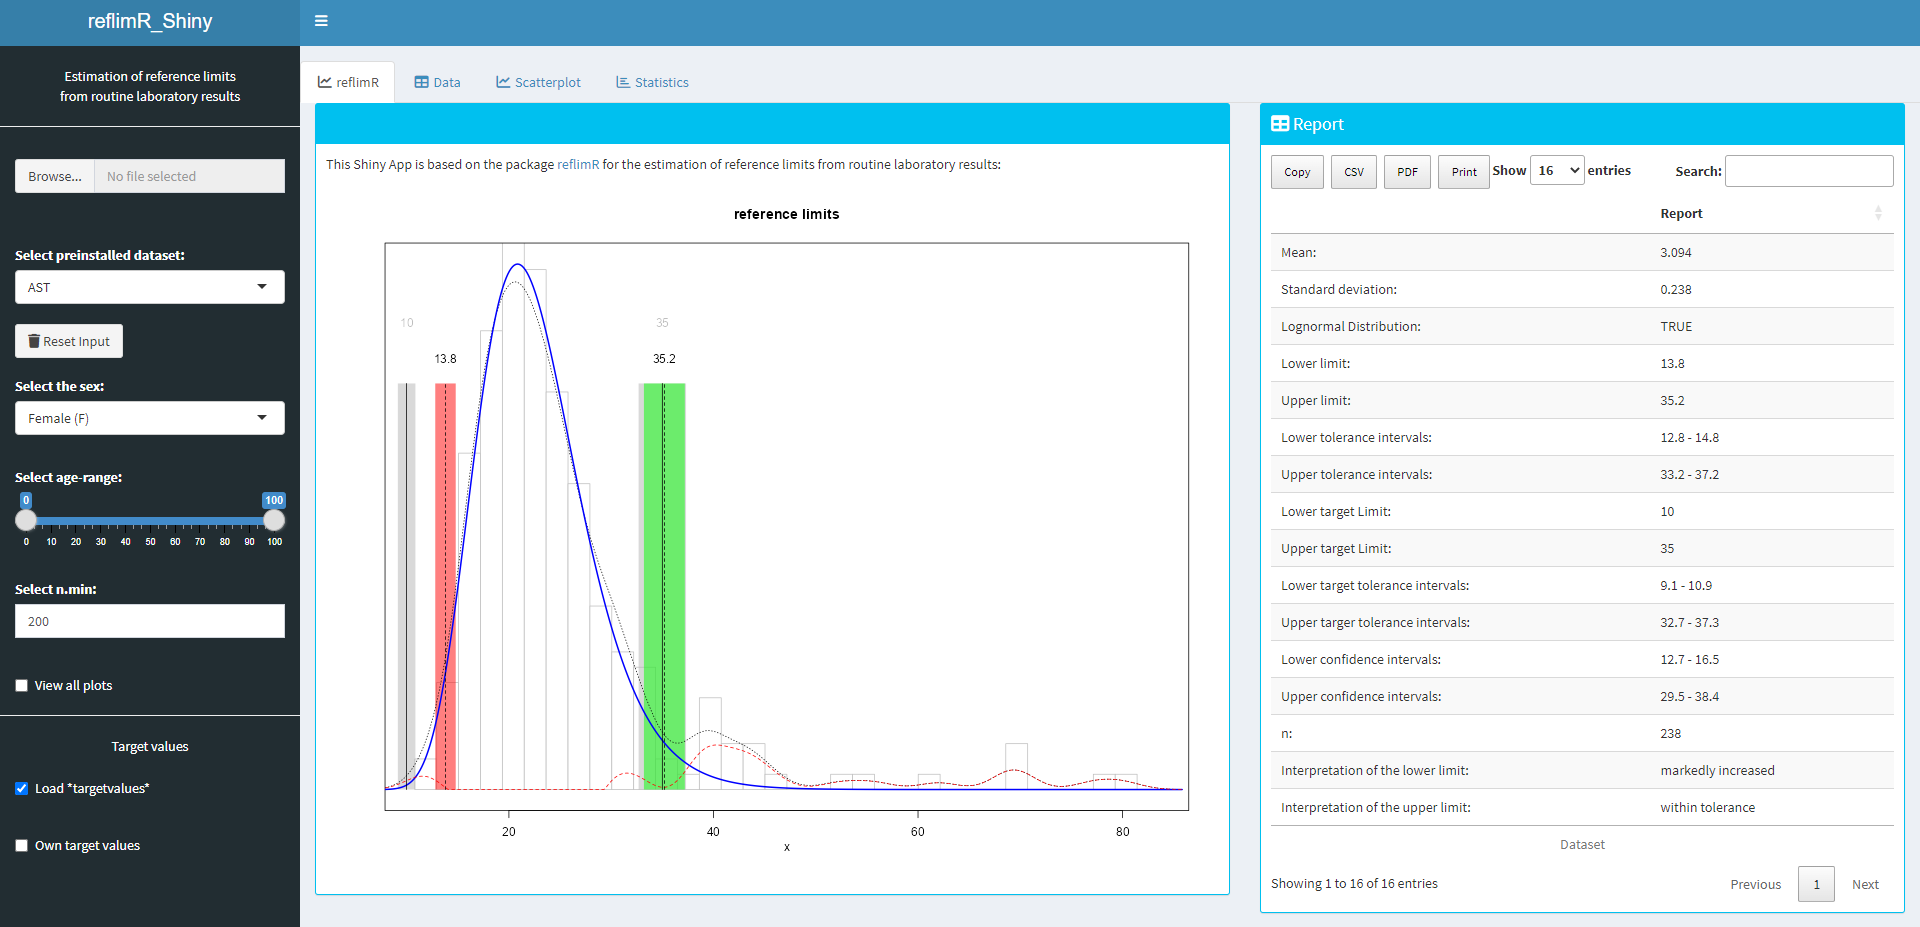 reflimR_Shiny
Estimation of reference limits
from routine laboratory results
Browse... No file selected
Select preinstalled dataset:
AST
Reset Input
Select the sex:
Female (F)
Select age-range:
0 100
0 10 20 30 40 50 60 70 80 90 100
Select n.min:
200
View all plots
Target values
Load *targetvalues*
Own target values
reflimR Data Scatterplot Statistics
This Shiny App is based on the package reflimR for the estimation of reference limits from routine laboratory results:
reference limits
10 35
13.8 35.2
20 40 60 80
x
Report
Copy CSV PDF Print Show 16 entries Search:
Report
Mean: 3.094
Standard deviation: 0.238
Lognormal Distribution: TRUE
Lower limit: 13.8
Upper limit: 35.2
Lower tolerance intervals: 12.8 - 14.8
Upper tolerance intervals: 33.2 - 37.2
Lower target Limit: 10
Upper target Limit: 35
Lower target tolerance intervals: 9.1 - 10.9
Upper targer tolerance intervals: 32.7 - 37.3
Lower confidence intervals: 12.7 - 16.5
Upper confidence intervals: 29.5 - 38.4
n: 238
Interpretation of the lower limit: markedly increased
Interpretation of the upper limit: within tolerance
Dataset
Showing 1 to 16 of 16 entries Previous 1 Next